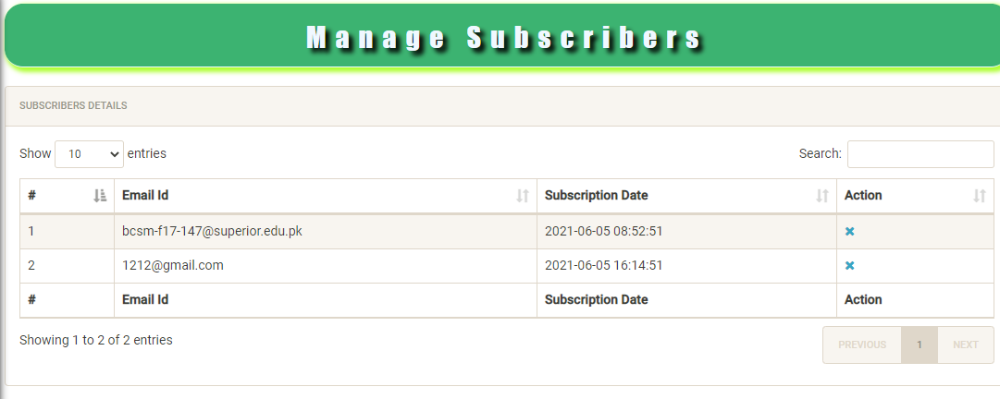 Manage Subscribers
SUBSCRIBERS DETAILS
Show 10 entries Search:
# Email Id Subscription Date Action
1 bcsm-f17-147@superior.edu.pk 2021-06-05 08:52:51
2 1212@gmail.com 2021-06-05 16:14:51
# Email Id Subscription Date Action
Showing 1 to 2 of 2 entries PREVIOUS 1 NEXT